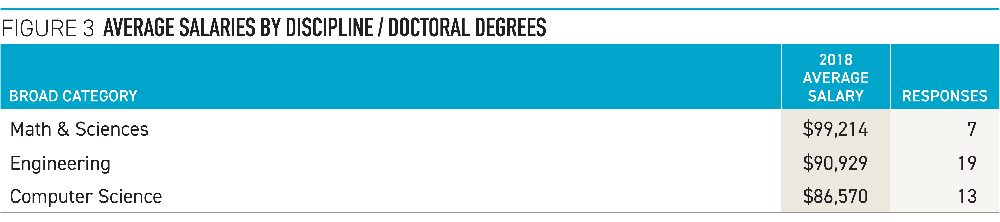 FIGURE 3 AVERAGE SALARIES BY DISCIPLINE / DOCTORAL DEGREES
BROAD CATEGORY
2018
AVERAGE
SALARY
RESPONSES
Math & Sciences $99,214 7
Engineering $90,929 19
Computer Science $86,570 13